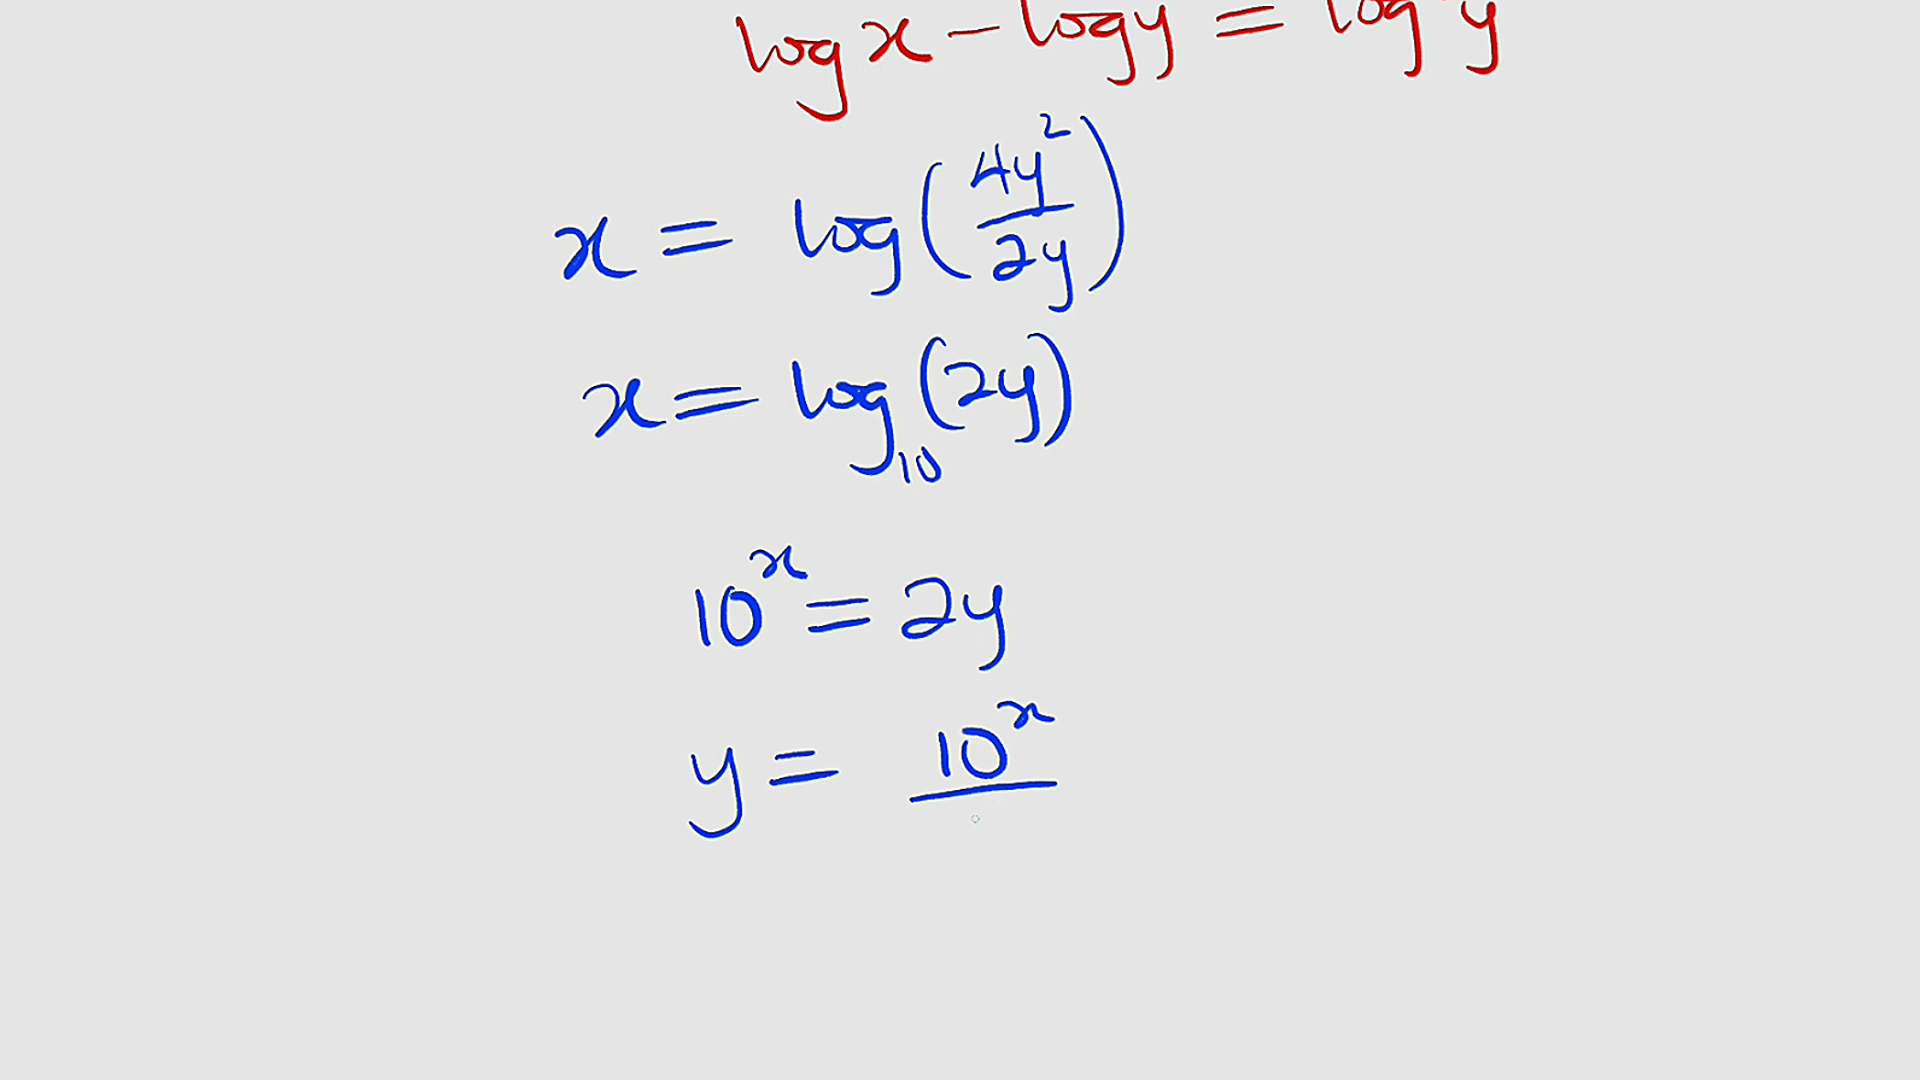 log x - log y = log y
x = log(4y²/2y)
x = log₁₀(2y)
10ˣ = 2y
y = 10ˣ/